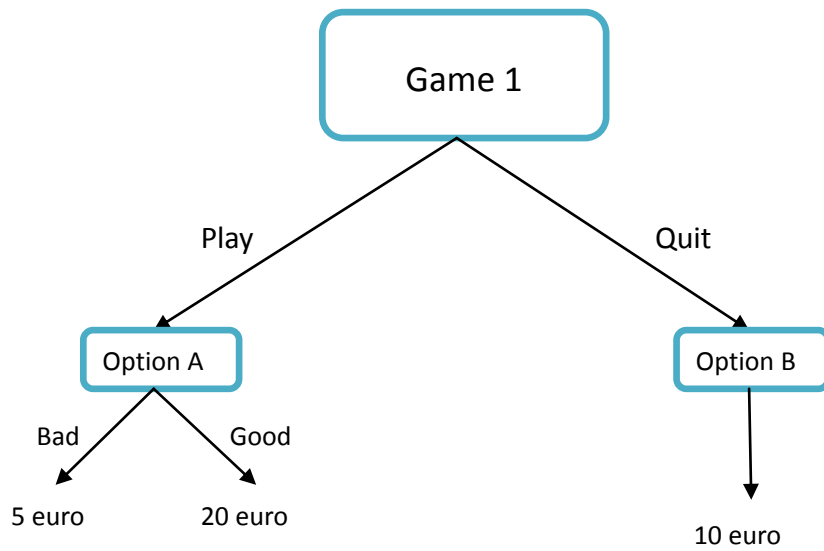 Game 1
Play
Quit
Option A
Option B
Bad
Good
5 euro
20 euro
10 euro